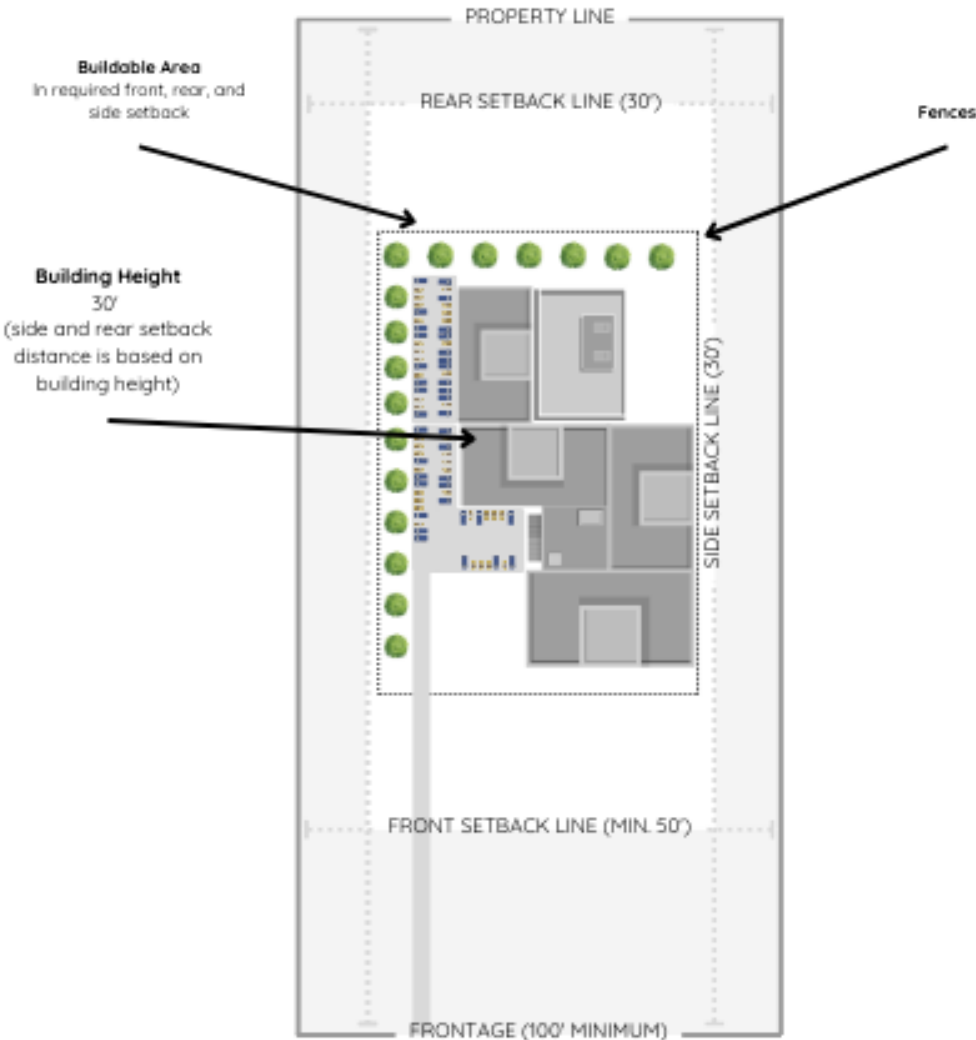 PROPERTY LINE
Buildable Area
In required front, rear, and
side setback
REAR SETBACK LINE (30')
Fences
Building Height
30'
(side and rear setback
distance is based on
building height)
SIDE SETBACK LINE (30')
FRONT SETBACK LINE (MIN. 50')
FRONTAGE (100' MINIMUM)